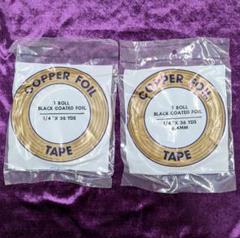 COPPER FOIL
1 ROLL
BLACK COATED FOIL
1/4" X 36 YDS
TAPE
COPPER FOIL
1 ROLL
BLACK COATED FOIL
1/4" X 36 YDS
6.4MM
TAPE